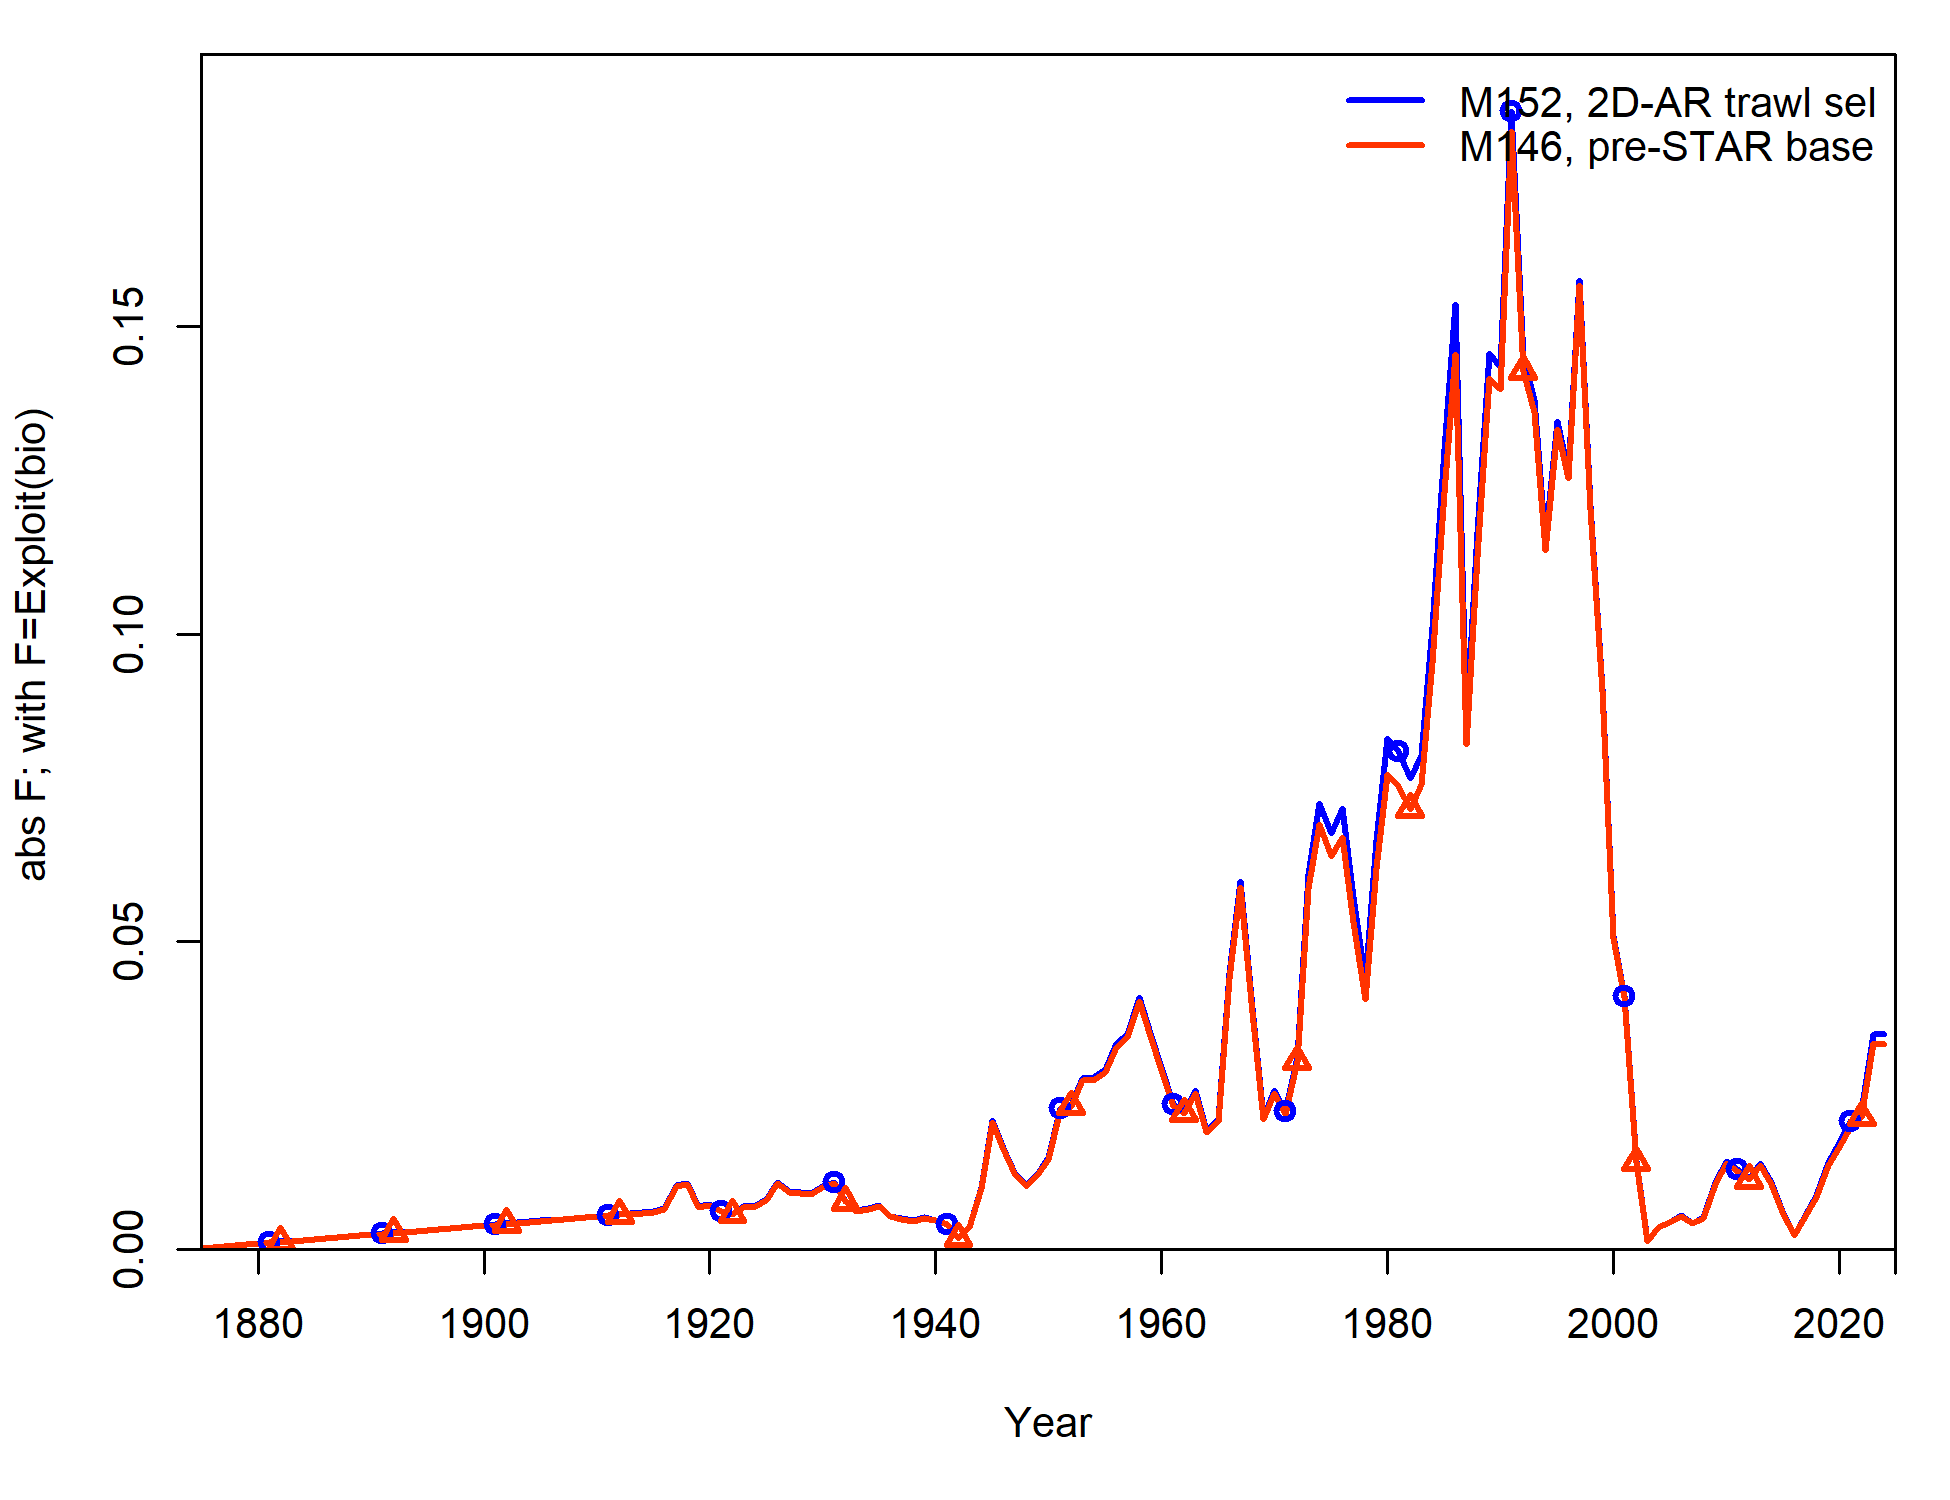 M152, 2D-AR trawl sel
M146, pre-STAR base
abs F; with F=Exploit(bio)
0.15
0.10
0.05
0.00
1880 1900 1920 1940 1960 1980 2000 2020
Year